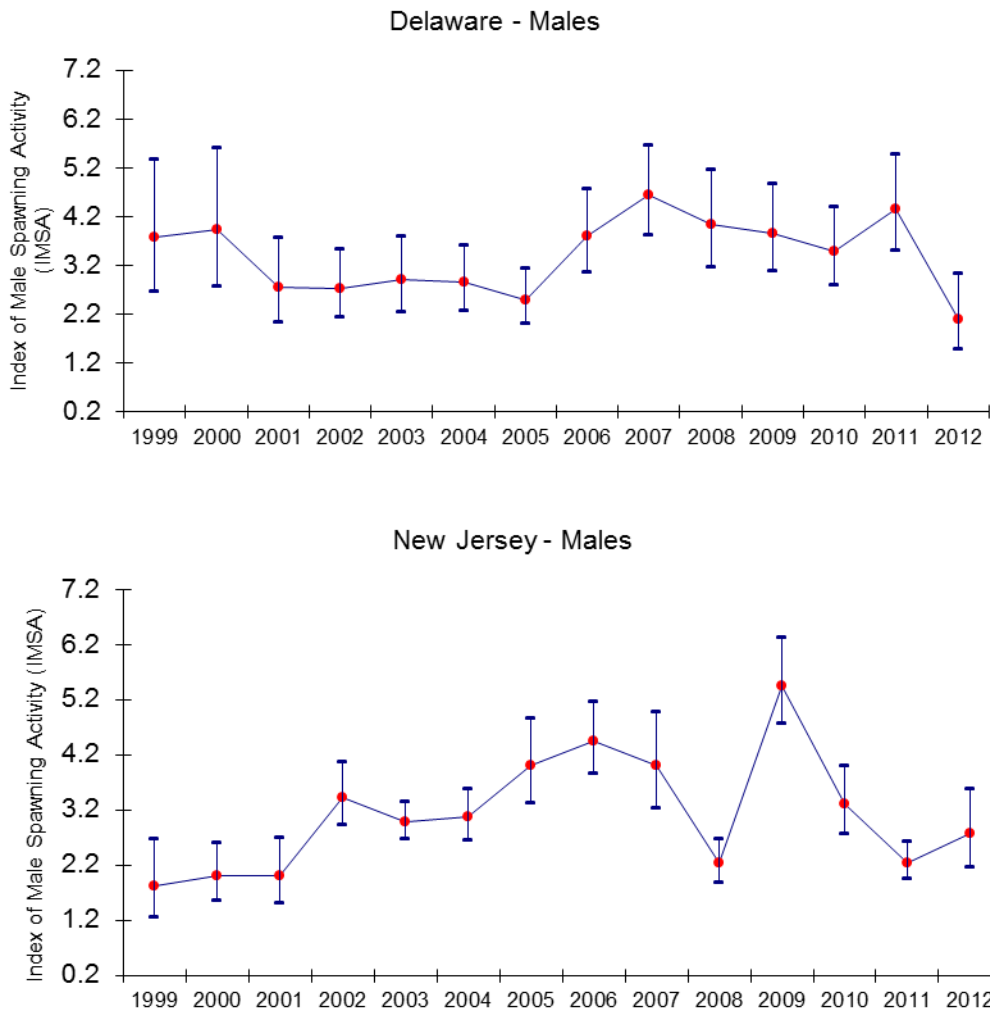 Delaware - Males
Index of Male Spawning Activity
(IMSA)
7.2
6.2
5.2
4.2
3.2
2.2
1.2
0.2
1999 2000 2001 2002 2003 2004 2005 2006 2007 2008 2009 2010 2011 2012
New Jersey - Males
Index of Male Spawning Activity (IMSA)
7.2
6.2
5.2
4.2
3.2
2.2
1.2
0.2
1999 2000 2001 2002 2003 2004 2005 2006 2007 2008 2009 2010 2011 2012